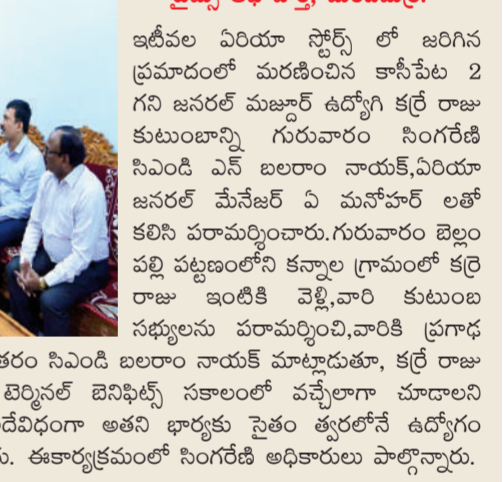 ఇటీవల ఏరియా స్టోర్స్ లో జరిగిన
ప్రమాదంలో మరణించిన కాసీపేట 2
గని జనరల్ మజ్దూర్ ఉద్యోగి కర్రే రాజు
కుటుంబాన్ని గురువారం సింగరేణి
సిఎండి ఎన్ బలరాం నాయక్,ఏరియా
జనరల్ మేనేజర్ ఏ మనోహర్ లతో
కలిసి పరామర్శించారు.గురువారం బెల్లం
పల్లి పట్టణంలోని కన్నాల గ్రామంలో కర్రె
రాజు ఇంటికి వెళ్లి,వారి కుటుంబ
సభ్యులను పరామర్శించి,వారికి ప్రగాఢ
తరం సిఎండి బలరాం నాయక్ మాట్లాడుతూ, కర్రే రాజు
టెర్మినల్ బెనిఫిట్స్ సకాలంలో వచ్చేలాగా చూడాలని
దేవిధంగా అతని భార్యకు సైతం త్వరలోనే ఉద్యోగం
ఈకార్యక్రమంలో సింగరేణి అధికారులు పాల్గొన్నారు.